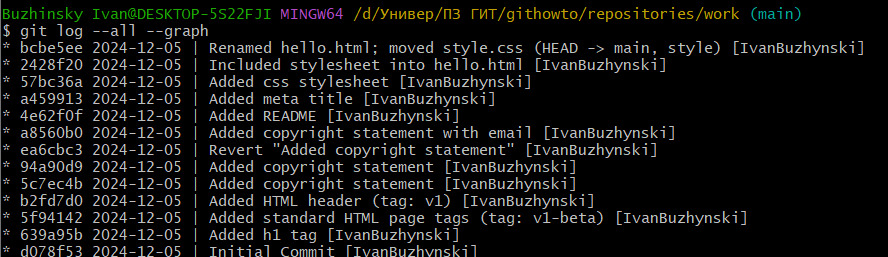 Buzhinsky Ivan@DESKTOP-5S22FJI MINGW64 /d/Универ/ПЗ ГИТ/githowto/repositories/work (main)
$ git log --all --graph
* bcbe5ee 2024-12-05 | Renamed hello.html; moved style.css (HEAD -> main, style) [IvanBuzhynski]
* 2428f20 2024-12-05 | Included stylesheet into hello.html [IvanBuzhynski]
* 57bc36a 2024-12-05 | Added css stylesheet [IvanBuzhynski]
* a459913 2024-12-05 | Added meta title [IvanBuzhynski]
* 4e62f0f 2024-12-05 | Added README [IvanBuzhynski]
* a8560b0 2024-12-05 | Added copyright statement with email [IvanBuzhynski]
* ea6cbc3 2024-12-05 | Revert "Added copyright statement" [IvanBuzhynski]
* 94a90d9 2024-12-05 | Added copyright statement [IvanBuzhynski]
* 5c7ec4b 2024-12-05 | Added copyright statement [IvanBuzhynski]
* b2fd7d0 2024-12-05 | Added HTML header (tag: v1) [IvanBuzhynski]
* 5f94142 2024-12-05 | Added standard HTML page tags (tag: v1-beta) [IvanBuzhynski]
* 639a95b 2024-12-05 | Added h1 tag [IvanBuzhynski]
* d078f53 2024-12-05 | Initial Commit [IvanBuzhynski]